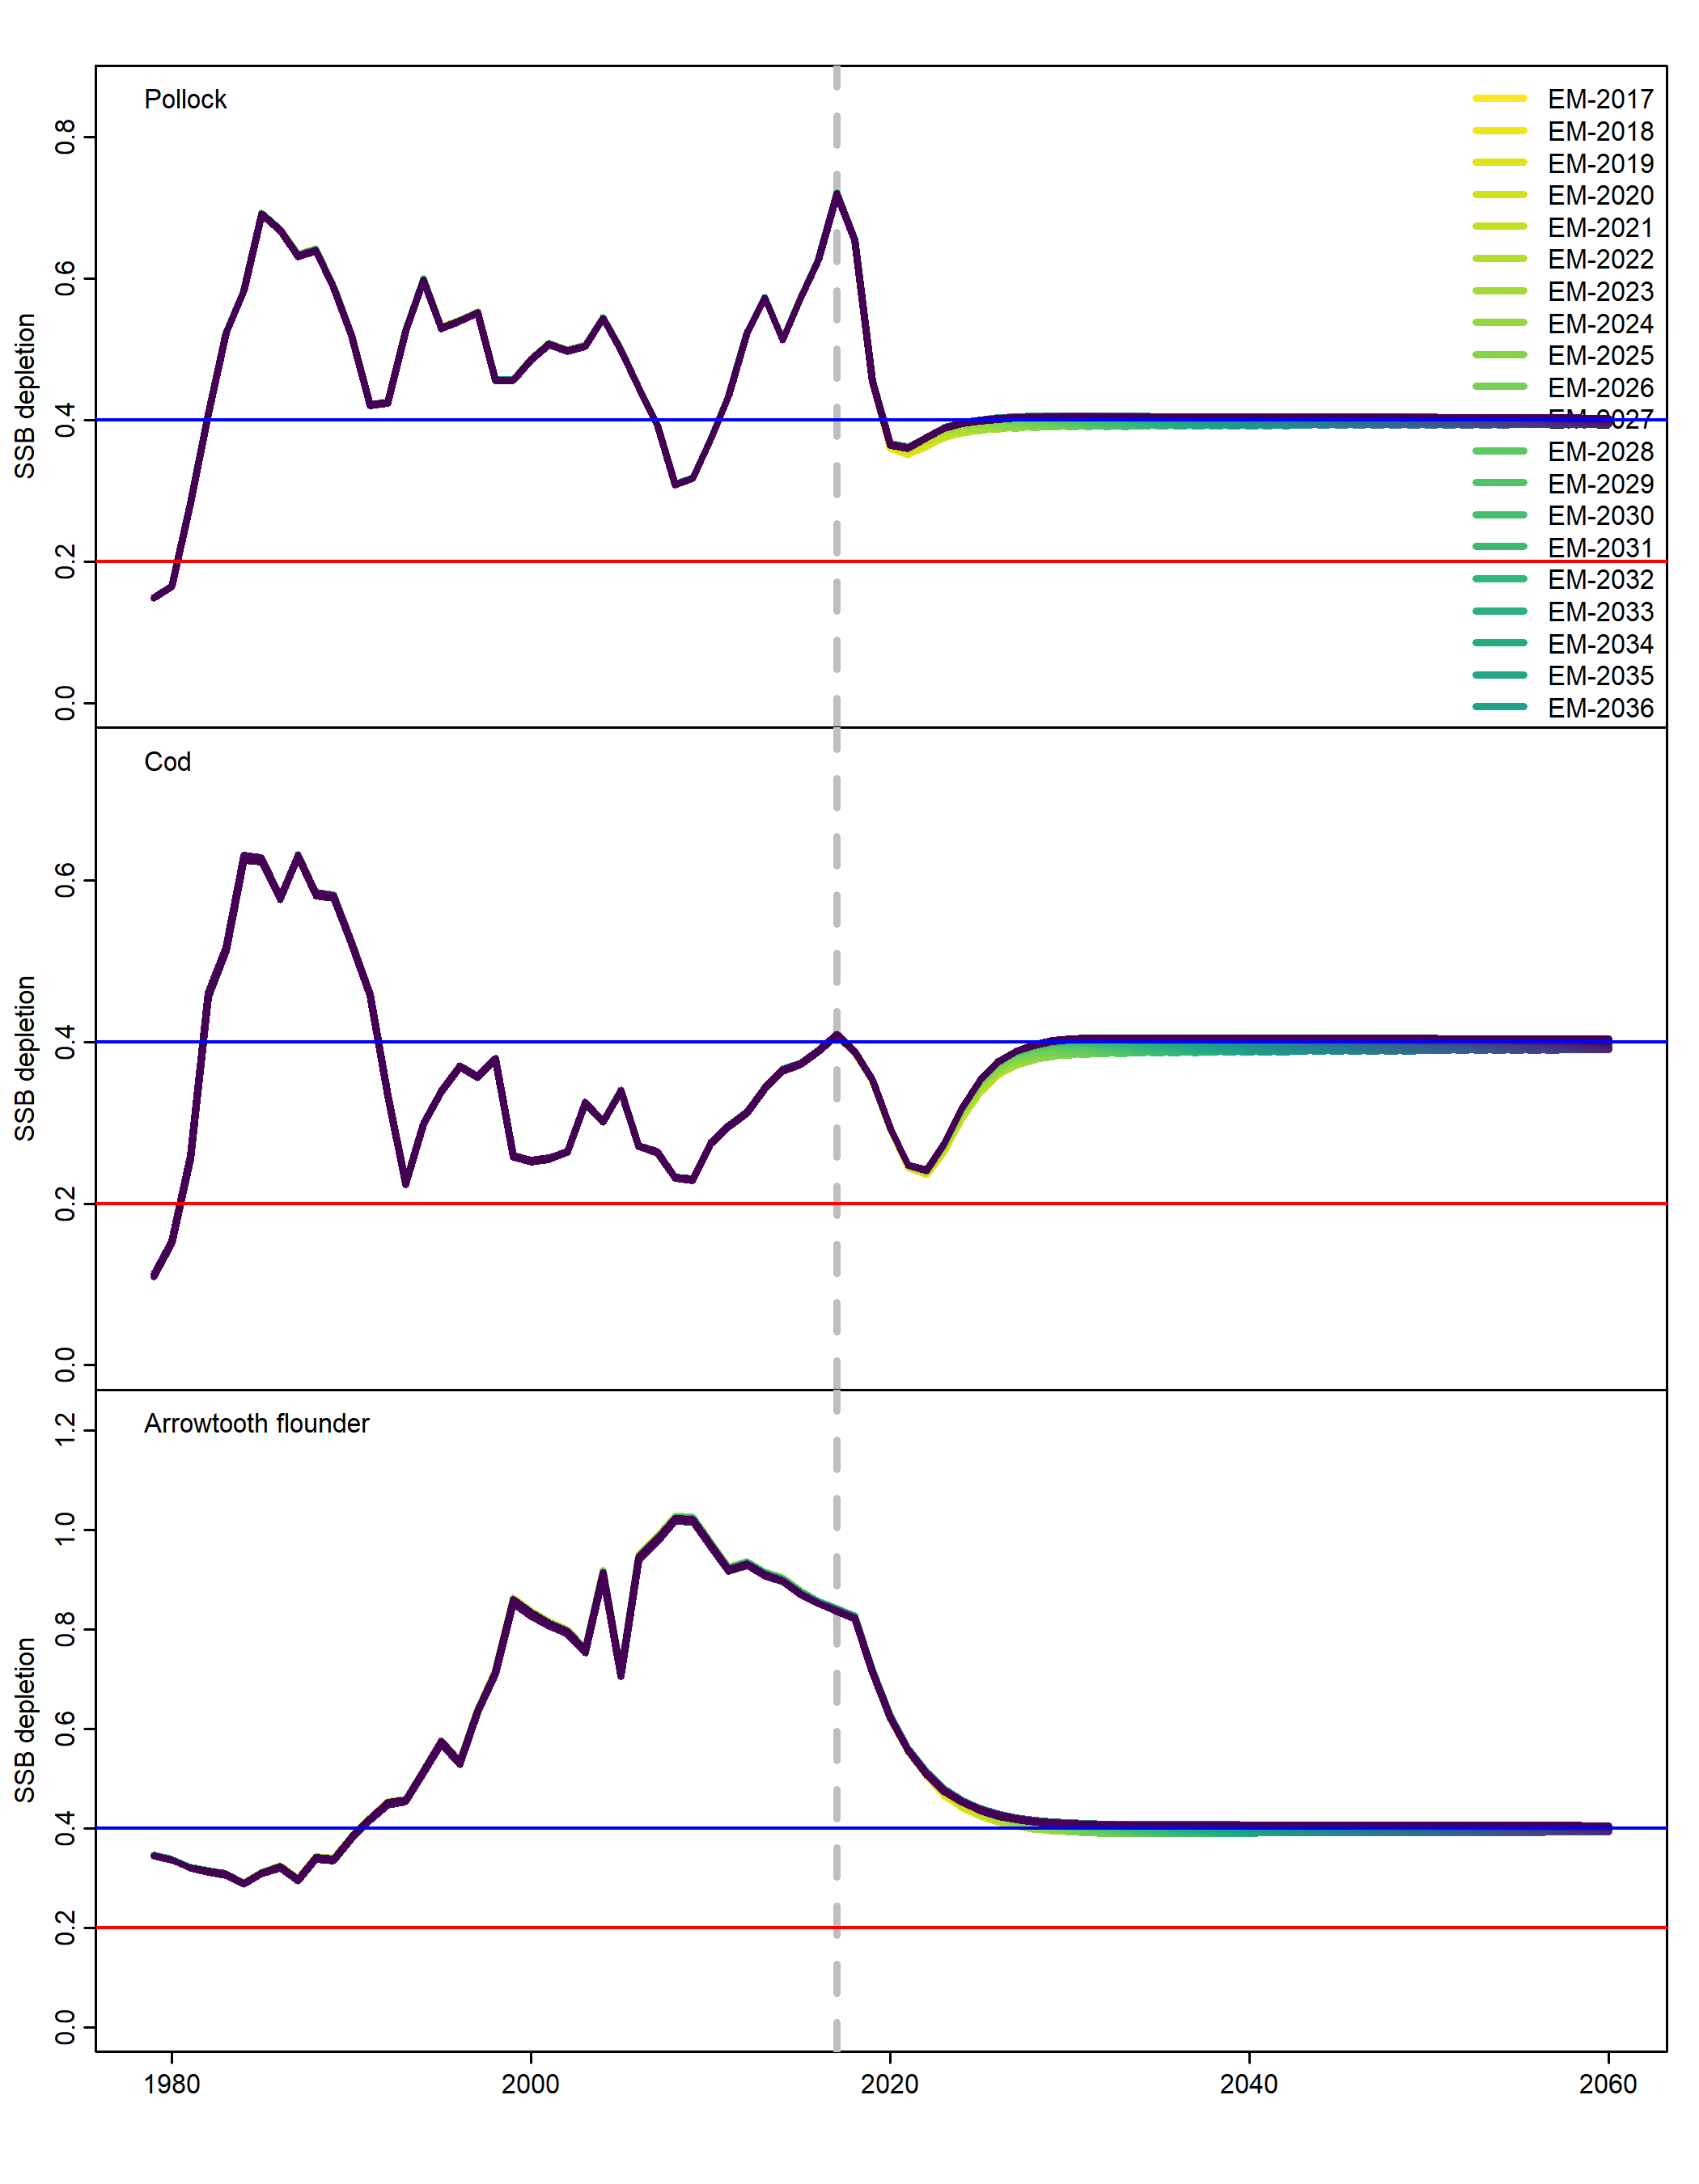 Pollock
EM-2017
EM-2018
EM-2019
EM-2020
EM-2021
EM-2022
EM-2023
EM-2024
EM-2025
EM-2026
EM-2027
EM-2028
EM-2029
EM-2030
EM-2031
EM-2032
EM-2033
EM-2034
EM-2035
EM-2036
SSB depletion
0.8
0.6
0.4
0.2
0.0
Cod
SSB depletion
0.6
0.4
0.2
0.0
Arrowtooth flounder
SSB depletion
1.2
1.0
0.8
0.6
0.4
0.2
0.0
1980 2000 2020 2040 2060